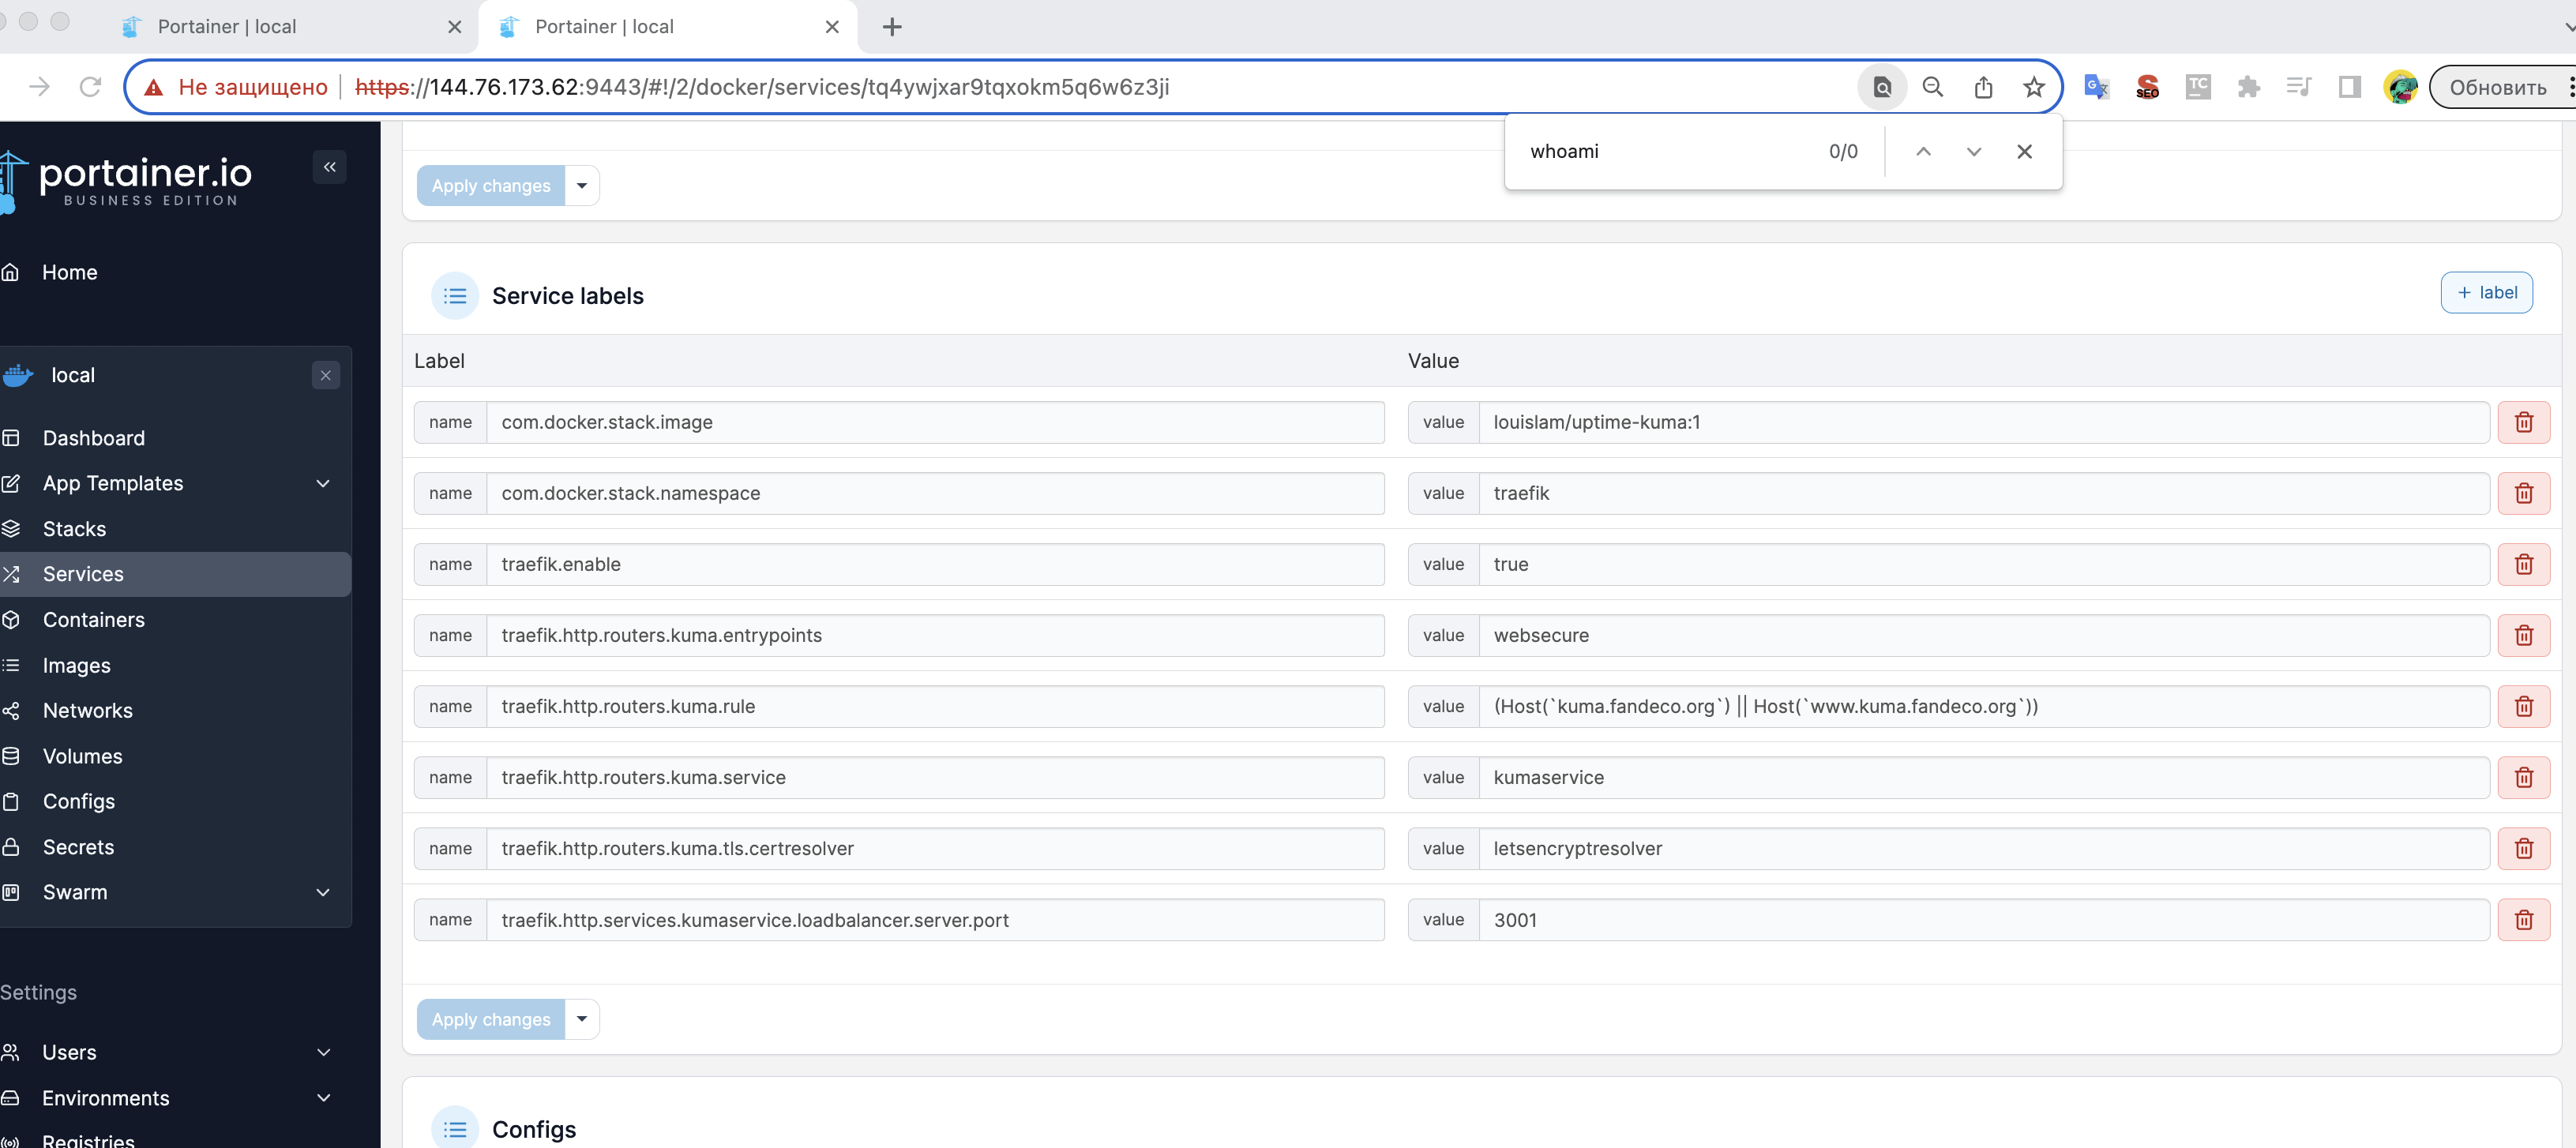 Portainer | local
Portainer | local
Не защищено | https://144.76.173.62:9443/#!/2/docker/services/tq4ywjxar9tqxokm5q6w6z3ji
SEO
TC
Обновить
whoami 0/0
portainer.io
BUSINESS EDITION
Home
local
Dashboard
App Templates
Stacks
Services
Containers
Images
Networks
Volumes
Configs
Secrets
Swarm
Settings
Users
Environments
Registries
Apply changes
Service labels
+ label
Label Value
name com.docker.stack.image value louislam/uptime-kuma:1
name com.docker.stack.namespace value traefik
name traefik.enable value true
name traefik.http.routers.kuma.entrypoints value websecure
name traefik.http.routers.kuma.rule value (Host(`kuma.fandeco.org`) || Host(`www.kuma.fandeco.org`))
name traefik.http.routers.kuma.service value kumaservice
name traefik.http.routers.kuma.tls.certresolver value letsencryptresolver
name traefik.http.services.kumaservice.loadbalancer.server.port value 3001
Apply changes
Configs